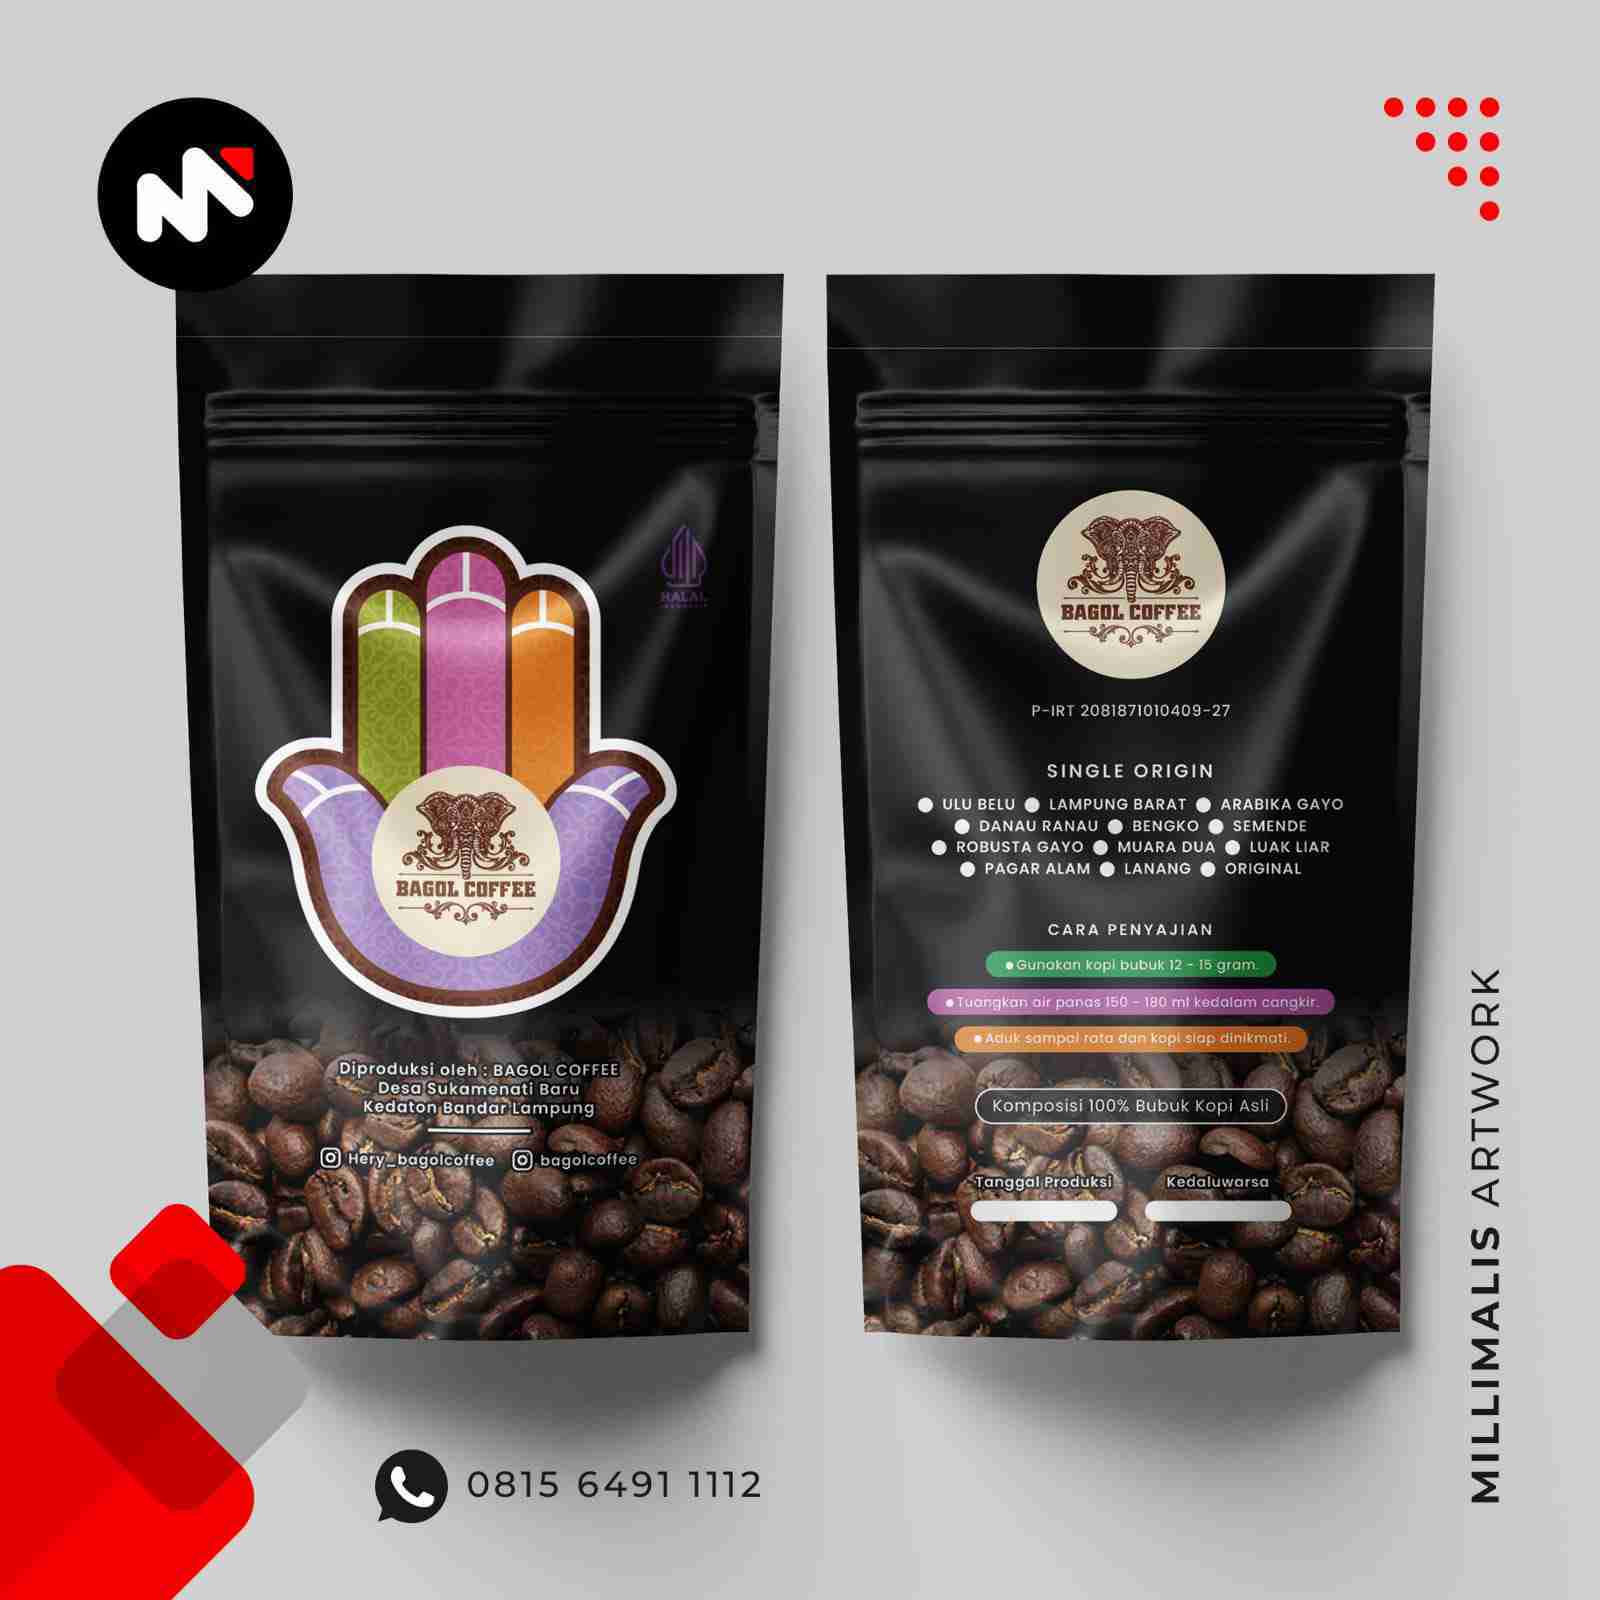 HALAL
INDONESIA
BAGOL COFFEE
Diproduksi oleh : BAGOL COFFEE
Desa Sukamenati Baru
Kedaton Bandar Lampung
Hery_bagolcoffee bagolcoffee
BAGOL COFFEE
P-IRT 2081871010409-27
SINGLE ORIGIN
ULU BELU LAMPUNG BARAT ARABIKA GAYO
DANAU RANAU BENGKO SEMENDE
ROBUSTA GAYO MUARA DUA LUAK LIAR
PAGAR ALAM LANANG ORIGINAL
CARA PENYAJIAN
Gunakan kopi bubuk 12 - 15 gram.
Tuangkan air panas 150 - 180 ml kedalam cangkir.
Aduk sampai rata dan kopi siap dinikmati.
Komposisi 100% Bubuk Kopi Asli
Tanggal Produksi Kedaluwarsa
0815 6491 1112
MILLIMALIS ARTWORK